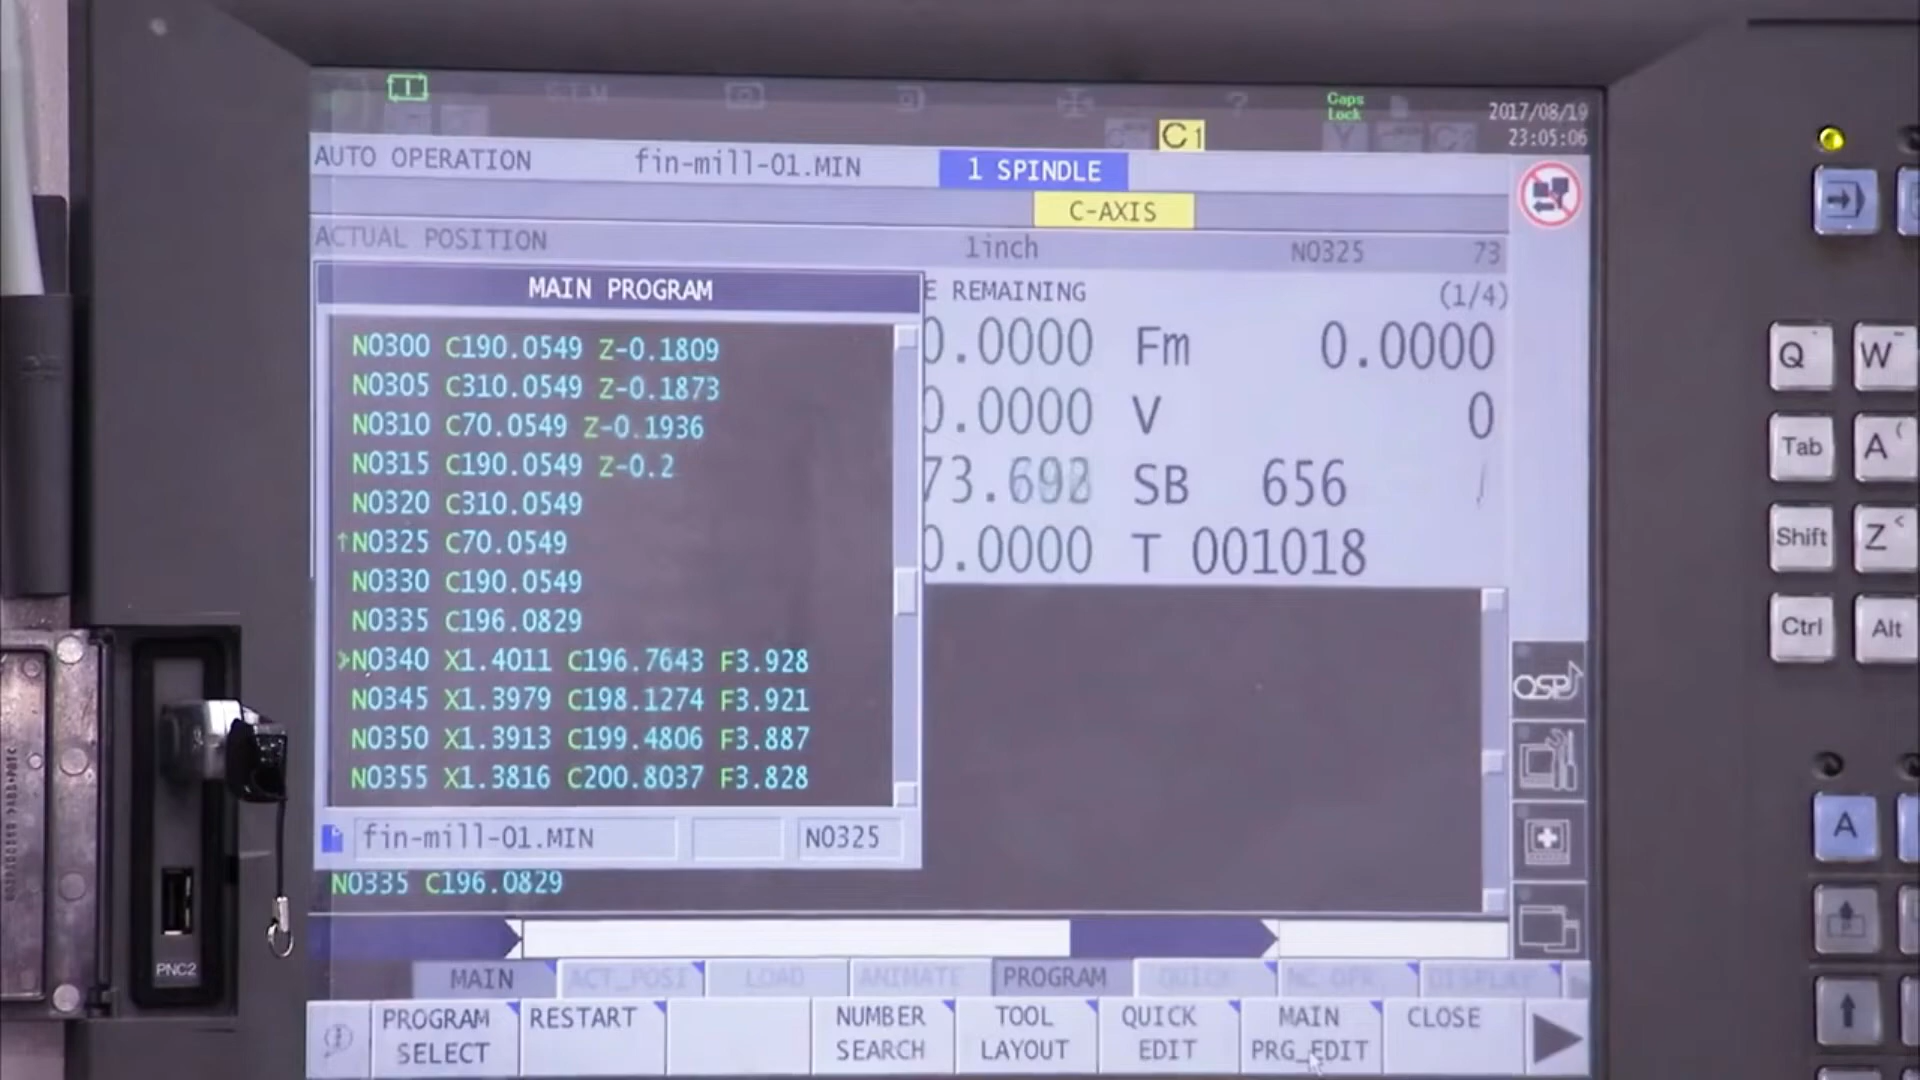 Caps
Lock
2017/08/19
23:05:06
C1
AUTO OPERATION fin-mill-01.MIN 1 SPINDLE
C-AXIS
ACTUAL POSITION 1inch N0325 73
MAIN PROGRAM
E REMAINING (1/4)
N0300 C190.0549 Z-0.1809
N0305 C310.0549 Z-0.1873
N0310 C70.0549 Z-0.1936
N0315 C190.0549 Z-0.2
N0320 C310.0549
↑N0325 C70.0549
N0330 C190.0549
N0335 C196.0829
>N0340 X1.4011 C196.7643 F3.928
N0345 X1.3979 C198.1274 F3.921
N0350 X1.3913 C199.4806 F3.887
N0355 X1.3816 C200.8037 F3.828
0.0000 Fm 0.0000
0.0000 V 0
SB 656
0.0000 T 001018
fin-mill-01.MIN N0325
N0335 C196.0829
MAIN ACT_POSI LOAD ANIMATE PROGRAM QUICK NC OPR. DISPLAY
PROGRAM
SELECT
RESTART
NUMBER
SEARCH
TOOL
LAYOUT
QUICK
EDIT
MAIN
PRG_EDIT
CLOSE
OSP
PNC2
Q W
Tab A (
Shift Z <
Ctrl Alt
A